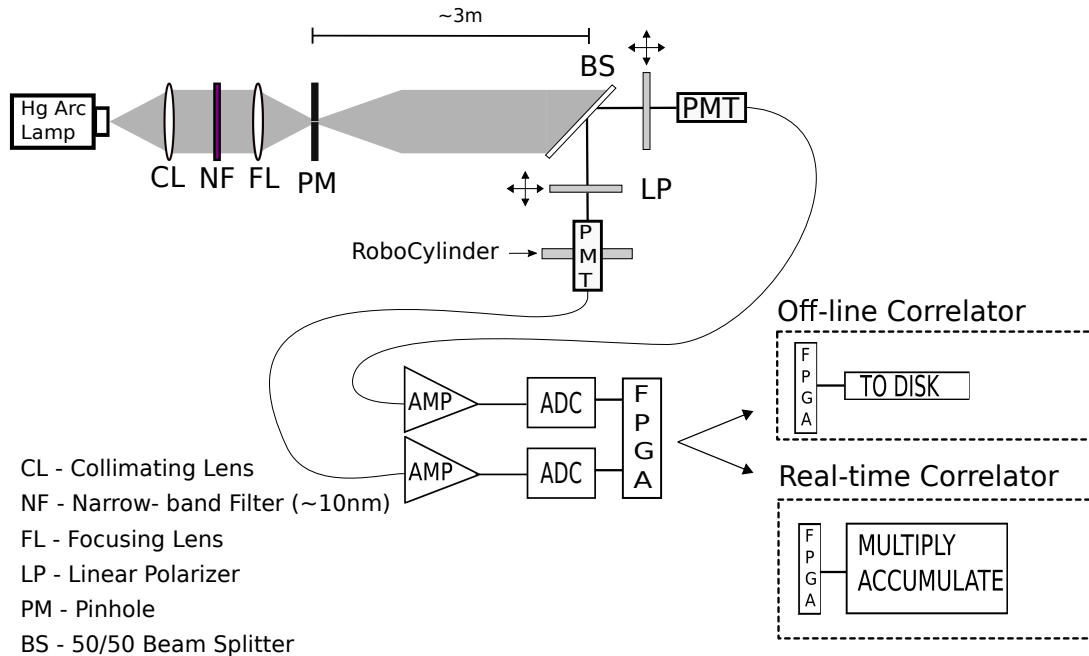 ~3m
BS
Hg Arc
Lamp
PMT
CL NF FL PM
LP
RoboCylinder
P
M
T
Off-line Correlator
F
P
G
A
TO DISK
AMP
ADC
F
P
G
A
AMP
ADC
Real-time Correlator
F
P
G
A
MULTIPLY
ACCUMULATE
CL - Collimating Lens
NF - Narrow- band Filter (~10nm)
FL - Focusing Lens
LP - Linear Polarizer
PM - Pinhole
BS - 50/50 Beam Splitter